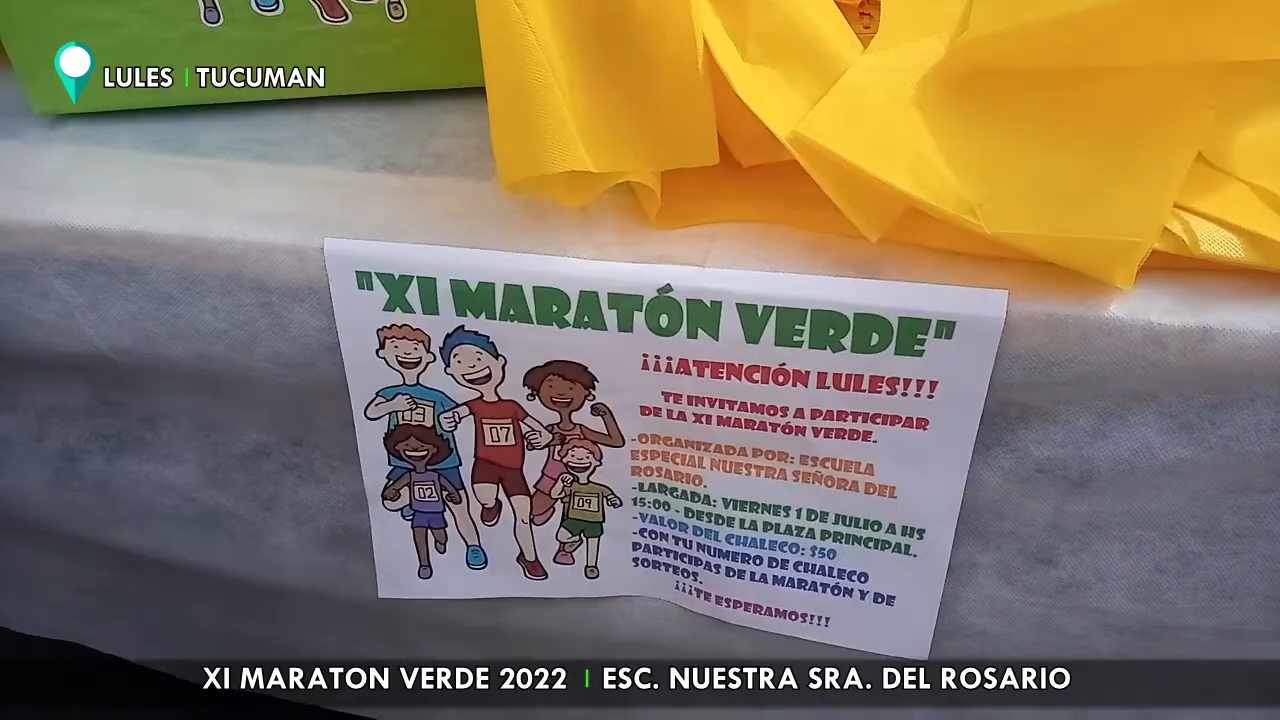 LULES | TUCUMAN
"XI MARATÓN VERDE"
¡¡¡ATENCIÓN LULES!!!
TE INVITAMOS A PARTICIPAR
DE LA XI MARATÓN VERDE.
-ORGANIZADA POR: ESCUELA
ESPECIAL NUESTRA SEÑORA DEL
ROSARIO.
-LARGADA: VIERNES 1 DE JULIO A HS
15:00 - DESDE LA PLAZA PRINCIPAL.
-VALOR DEL CHALECO: $50
-CON TU NUMERO DE CHALECO
PARTICIPAS DE LA MARATÓN Y DE
SORTEOS.
¡¡¡TE ESPERAMOS!!!
07
02
09
XI MARATON VERDE 2022 | ESC. NUESTRA SRA. DEL ROSARIO